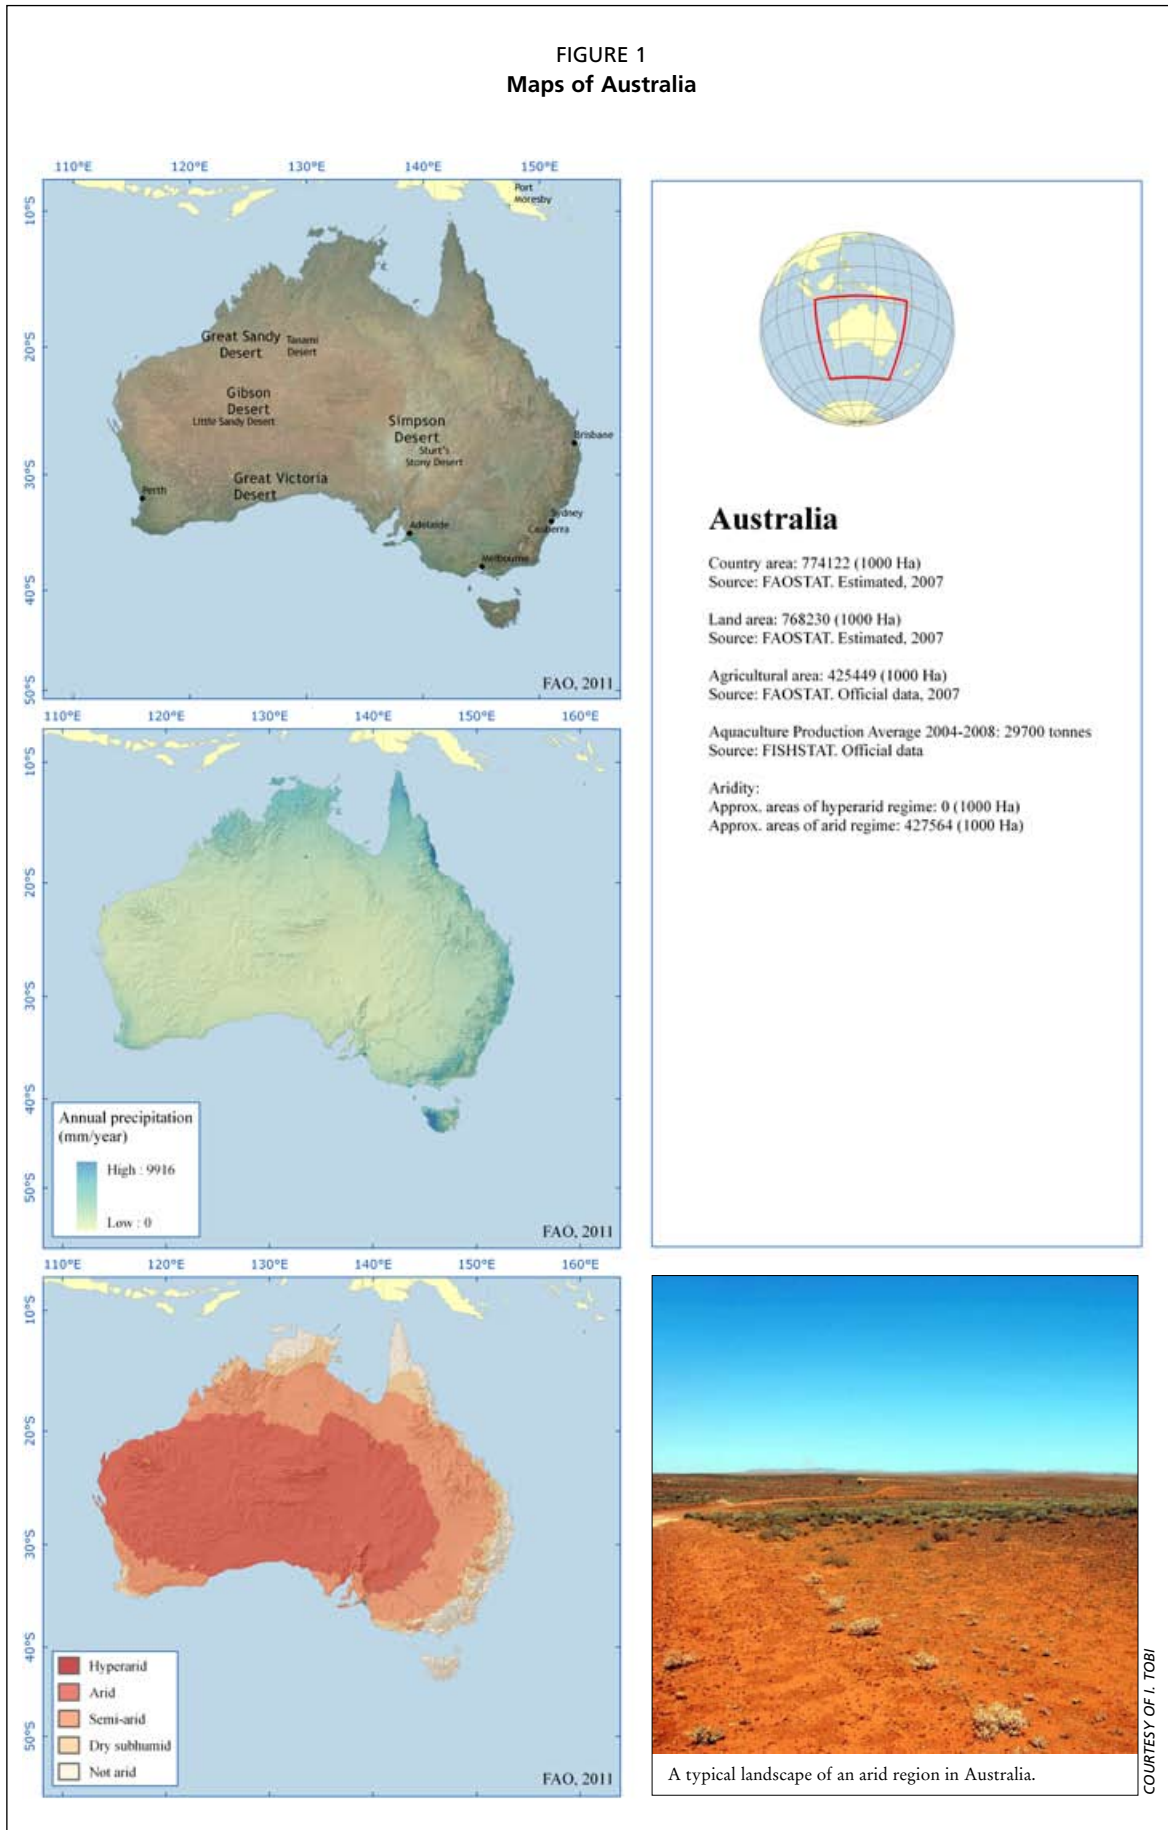 FIGURE 1
Maps of Australia
110°E 120°E 130°E 140°E 150°E
10°S
20°S
30°S
40°S
50°S
Port
Moresby
Great Sandy
Desert
Tanami
Desert
Gibson
Desert
Little Sandy Desert
Simpson
Desert
Sturt's
Stony Desert
Great Victoria
Desert
Brisbane
Perth
Sydney
Canberra
Adelaide
Melbourne
FAO, 2011
Australia
Country area: 774122 (1000 Ha)
Source: FAOSTAT. Estimated, 2007
Land area: 768230 (1000 Ha)
Source: FAOSTAT. Estimated, 2007
Agricultural area: 425449 (1000 Ha)
Source: FAOSTAT. Official data, 2007
Aquaculture Production Average 2004-2008: 29700 tonnes
Source: FISHSTAT. Official data
Aridity:
Approx. areas of hyperarid regime: 0 (1000 Ha)
Approx. areas of arid regime: 427564 (1000 Ha)
110°E 120°E 130°E 140°E 150°E 160°E
10°S
20°S
30°S
40°S
50°S
Annual precipitation
(mm/year)
High : 9916
Low : 0
FAO, 2011
110°E 120°E 130°E 140°E 150°E 160°E
10°S
20°S
30°S
40°S
50°S
Hyperarid
Arid
Semi-arid
Dry subhumid
Not arid
FAO, 2011
A typical landscape of an arid region in Australia.
COURTESY OF I. TOBI